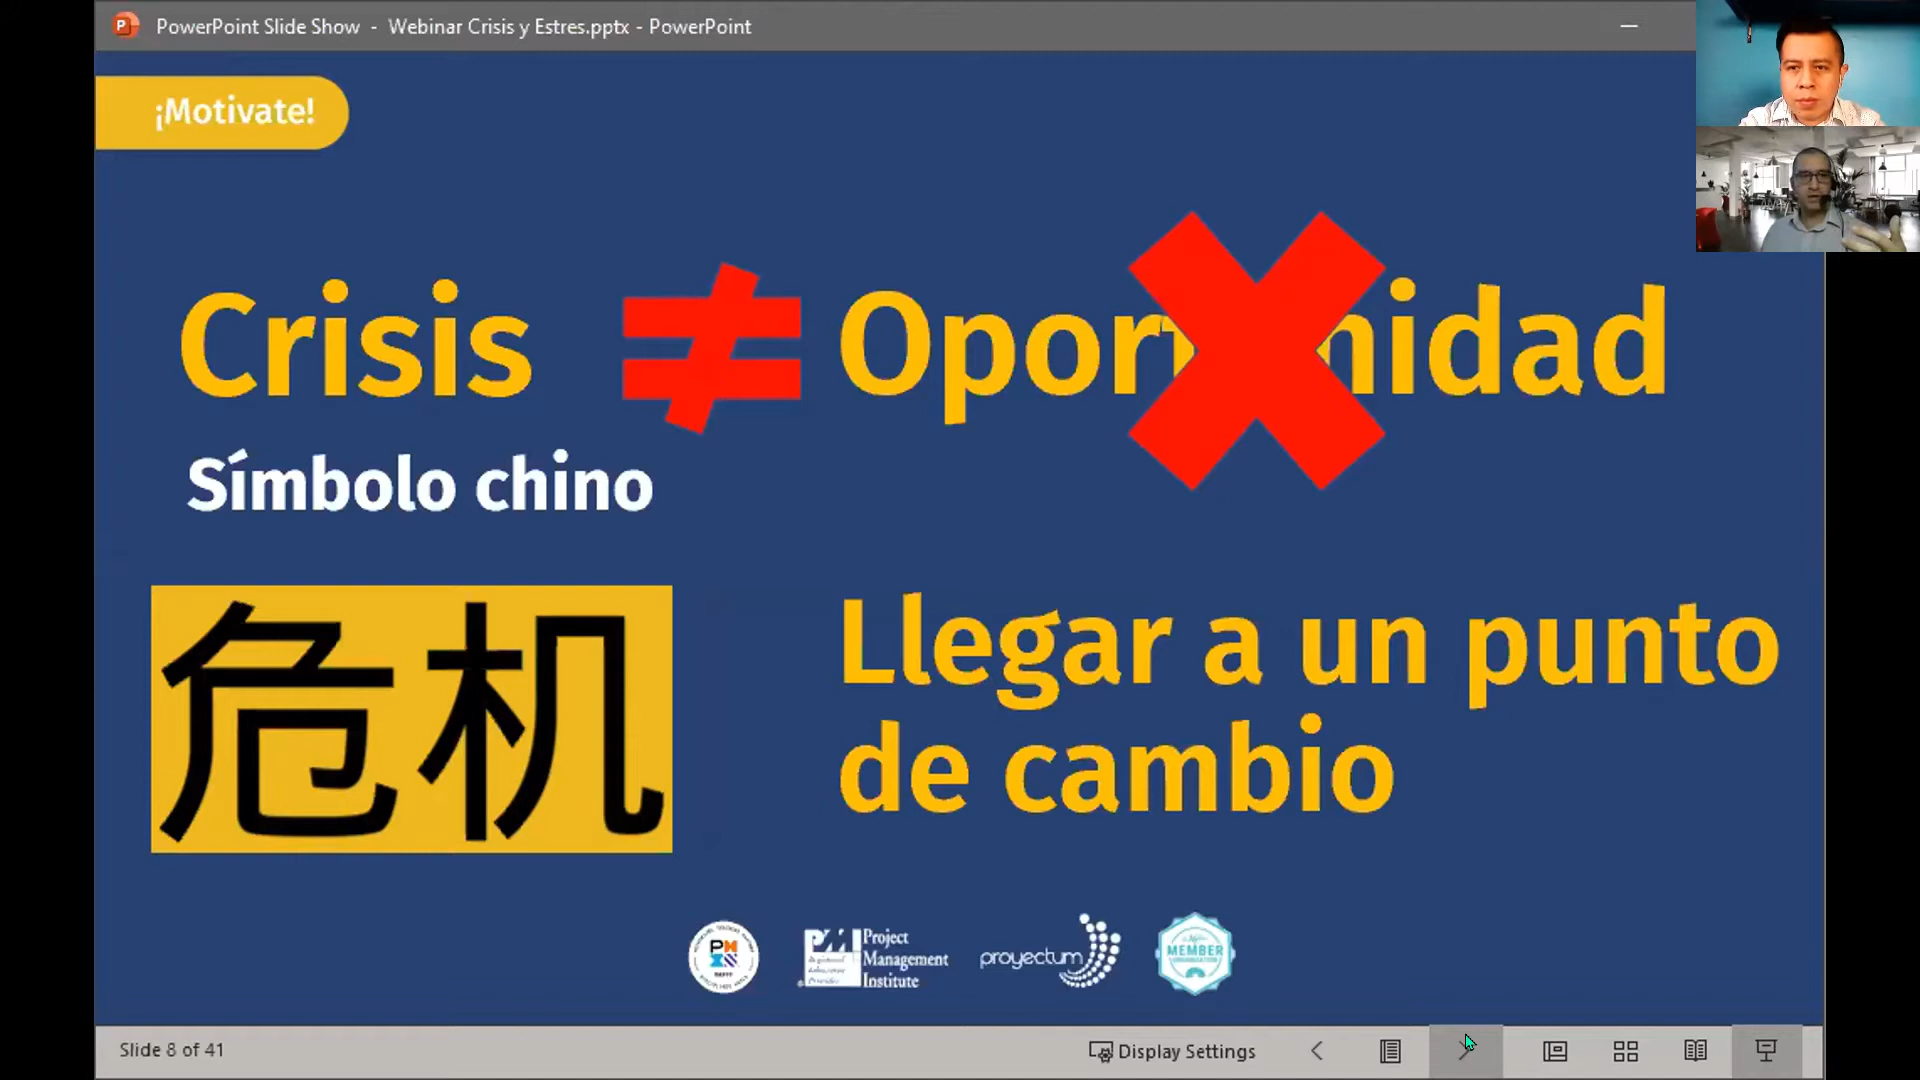 PowerPoint Slide Show - Webinar Crisis y Estres.pptx - PowerPoint
¡Motivate!
Crisis ≠ Opor nidad
Símbolo chino
危机
Llegar a un punto
de cambio
PMI Project
Management
Institute
proyectum
MEMBER
Slide 8 of 41
Display Settings